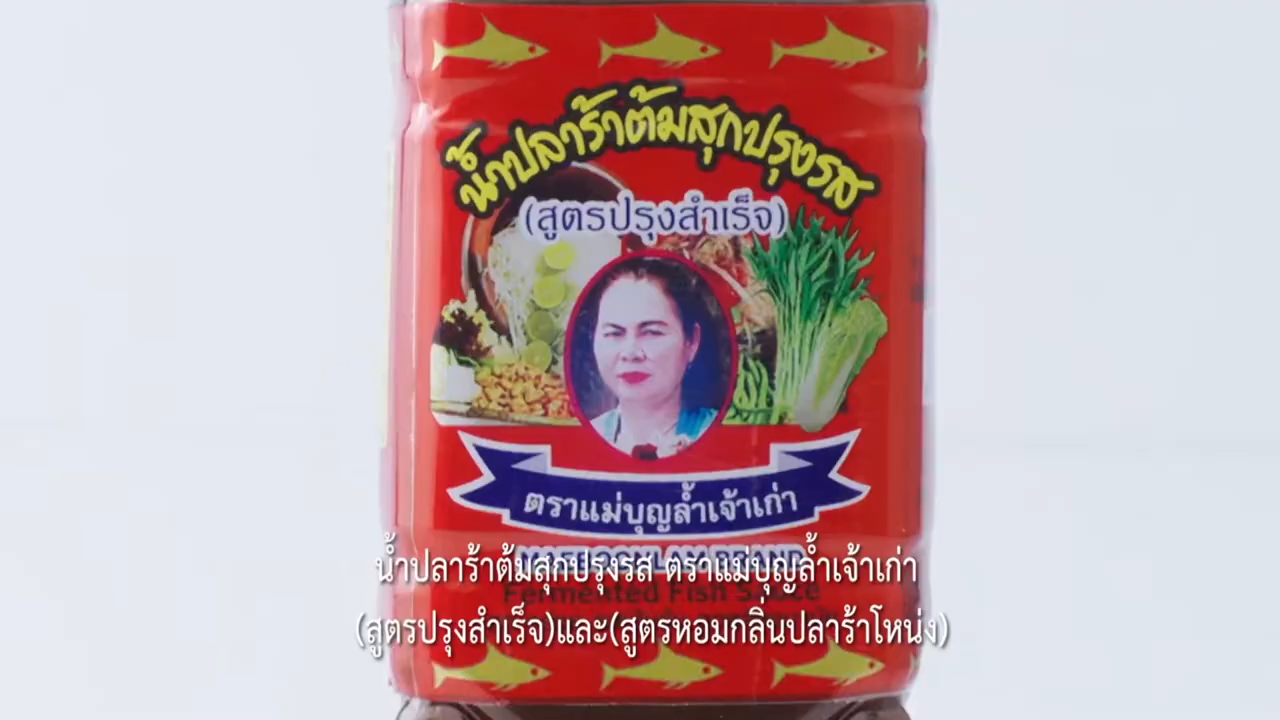 น้ำปลาร้าต้มสุกปรุงรส
(สูตรปรุงสำเร็จ)
ตราแม่บุญล้ำเจ้าเก่า
Fermented Fish Sauce
น้ำปลาร้าต้มสุกปรุงรส ตราแม่บุญล้ำเจ้าเก่า
(สูตรปรุงสำเร็จ)และ(สูตรหอมกลิ่นปลาร้าโหน่ง)